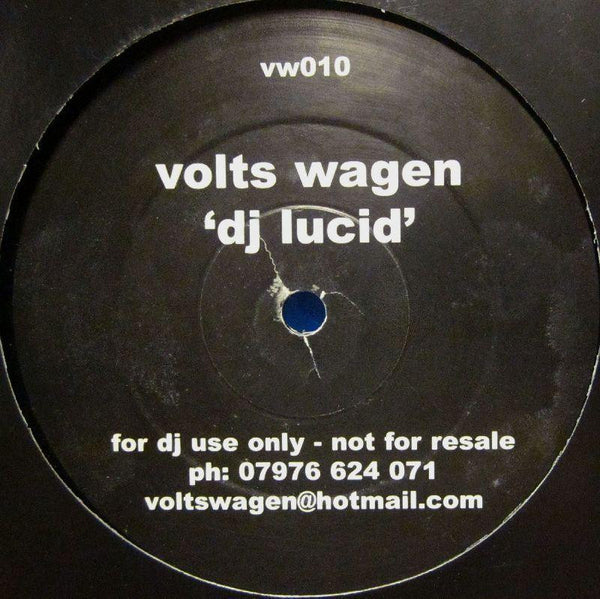 vw010
volts wagen
‘dj lucid’
for dj use only - not for resale
ph: 07976 624 071
voltswagen@hotmail.com